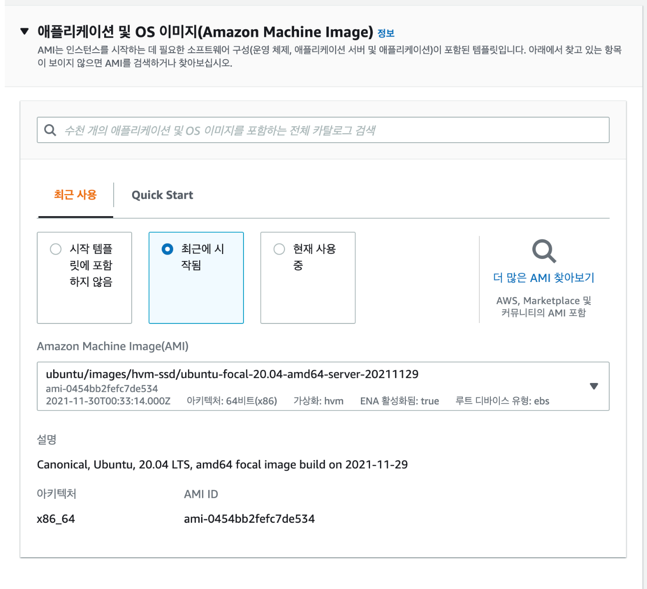 애플리케이션 및 OS 이미지(Amazon Machine Image) 정보
AMI는 인스턴스를 시작하는 데 필요한 소프트웨어 구성(운영 체제, 애플리케이션 서버 및 애플리케이션)이 포함된 템플릿입니다. 아래에서 찾고 있는 항목
이 보이지 않으면 AMI를 검색하거나 찾아보십시오.
수천 개의 애플리케이션 및 OS 이미지를 포함하는 전체 카탈로그 검색
최근 사용 Quick Start
시작 템플
릿에 포함
하지 않음
최근에 시
작됨
현재 사용
중
더 많은 AMI 찾아보기
AWS, Marketplace 및
커뮤니티의 AMI 포함
Amazon Machine Image(AMI)
ubuntu/images/hvm-ssd/ubuntu-focal-20.04-amd64-server-20211129
ami-0454bb2fefc7de534
2021-11-30T00:33:14.000Z 아키텍처: 64비트(x86) 가상화: hvm ENA 활성화됨: true 루트 디바이스 유형: ebs
설명
Canonical, Ubuntu, 20.04 LTS, amd64 focal image build on 2021-11-29
아키텍처 AMI ID
x86_64 ami-0454bb2fefc7de534